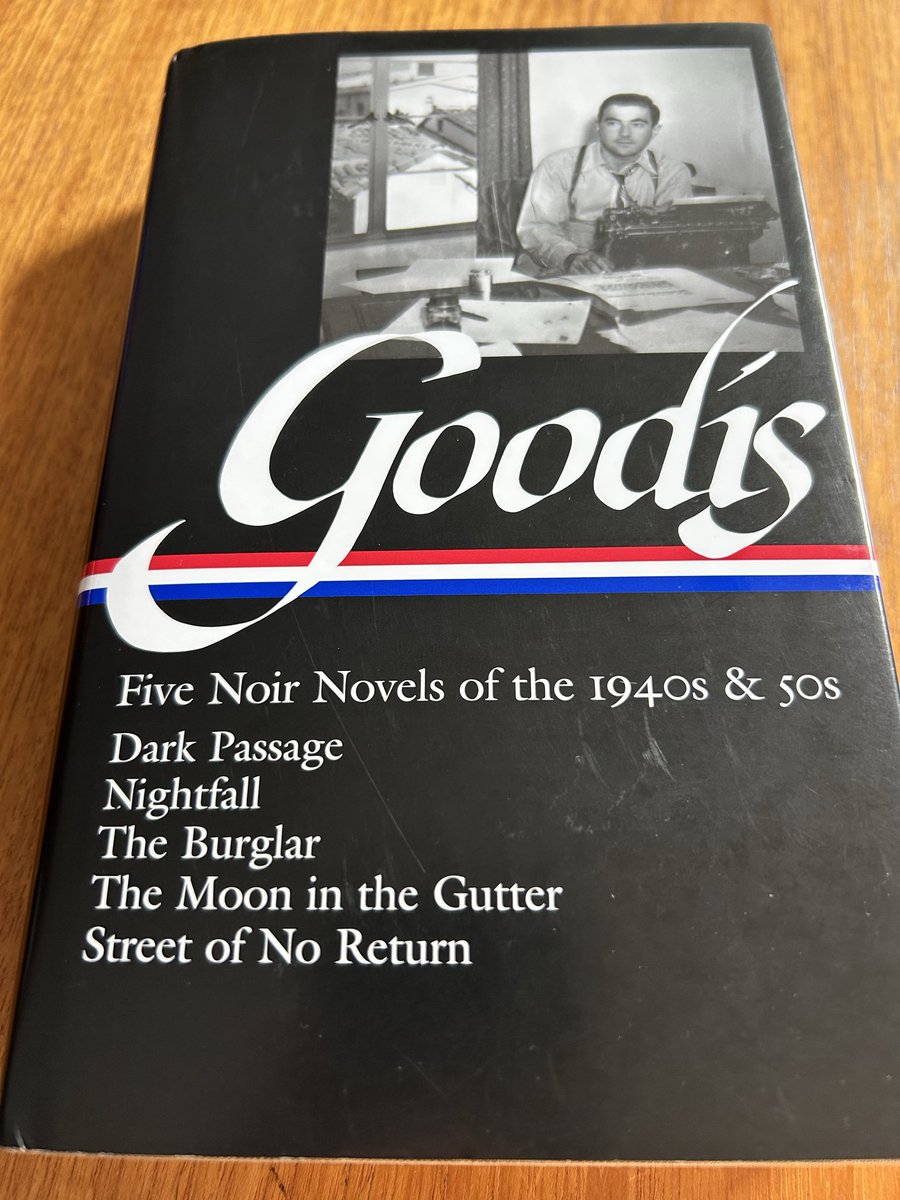 Goodis
Five Noir Novels of the 1940s & 50s
Dark Passage
Nightfall
The Burglar
The Moon in the Gutter
Street of No Return